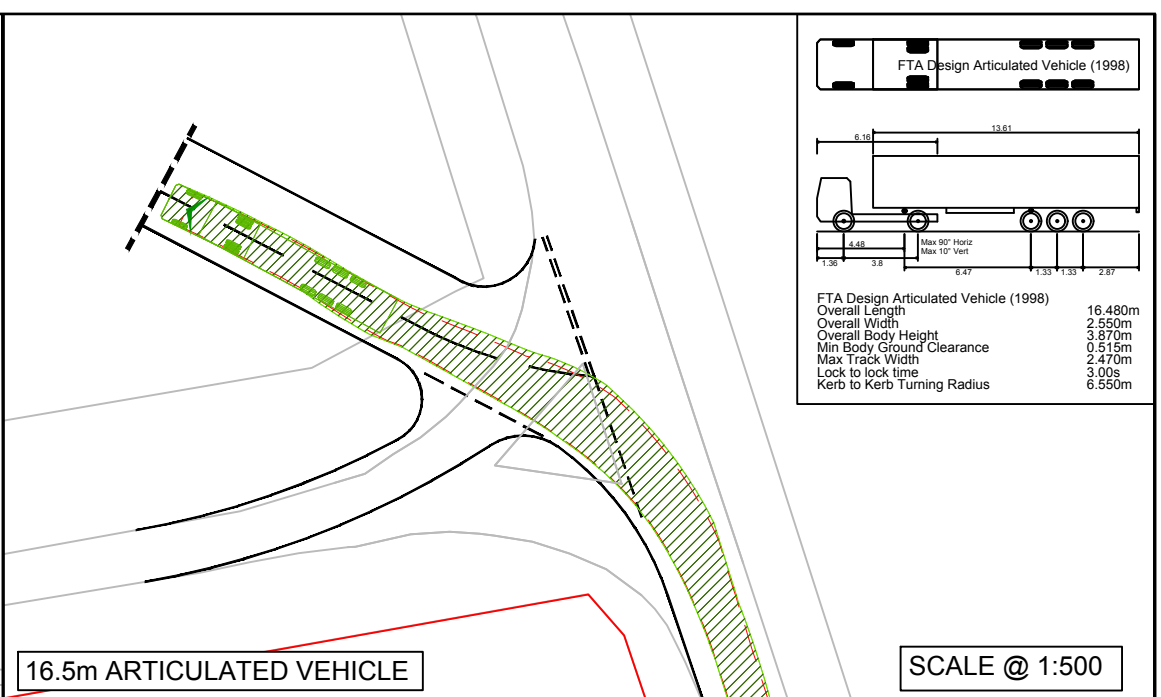 FTA Design Articulated Vehicle (1998)
13.61
6.16
Max 90° Horiz
Max 10° Vert
4.48
1.36
3.8
6.47
1.33
1.33
2.87
FTA Design Articulated Vehicle (1998)
Overall Length 16.480m
Overall Width 2.550m
Overall Body Height 3.870m
Min Body Ground Clearance 0.515m
Max Track Width 2.470m
Lock to lock time 3.00s
Kerb to Kerb Turning Radius 6.550m
16.5m ARTICULATED VEHICLE
SCALE @ 1:500